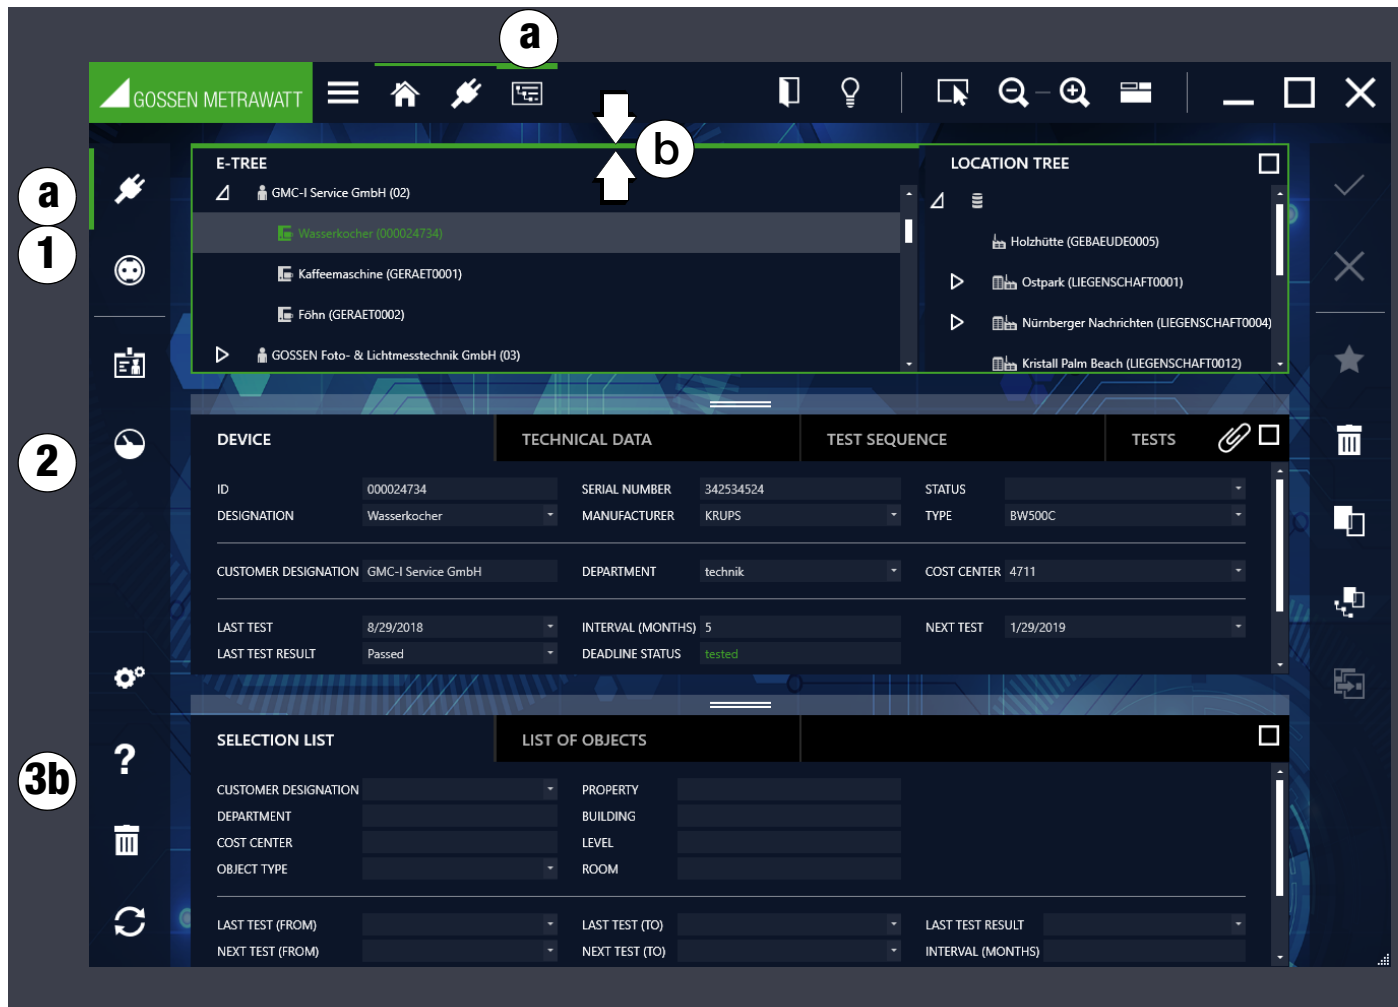 a
GOSSEN METRAWATT
b
a
1
2
3b
E-TREE
GMC-I Service GmbH (02)
Wasserkocher (000024734)
Kaffeemaschine (GERAET0001)
Föhn (GERAET0002)
GOSSEN Foto- & Lichtmesstechnik GmbH (03)
LOCATION TREE
Holzhütte (GEBAEUDE0005)
Ostpark (LIEGENSCHAFT0001)
Nürnberger Nachrichten (LIEGENSCHAFT0004)
Kristall Palm Beach (LIEGENSCHAFT0012)
DEVICE TECHNICAL DATA TEST SEQUENCE TESTS
ID 000024734 SERIAL NUMBER 342534524 STATUS
DESIGNATION Wasserkocher MANUFACTURER KRUPS TYPE BW500C
CUSTOMER DESIGNATION GMC-I Service GmbH DEPARTMENT technik COST CENTER 4711
LAST TEST 8/29/2018 INTERVAL (MONTHS) 5 NEXT TEST 1/29/2019
LAST TEST RESULT Passed DEADLINE STATUS tested
SELECTION LIST LIST OF OBJECTS
CUSTOMER DESIGNATION PROPERTY
DEPARTMENT BUILDING
COST CENTER LEVEL
OBJECT TYPE ROOM
LAST TEST (FROM) LAST TEST (TO) LAST TEST RESULT
NEXT TEST (FROM) NEXT TEST (TO) INTERVAL (MONTHS)
?